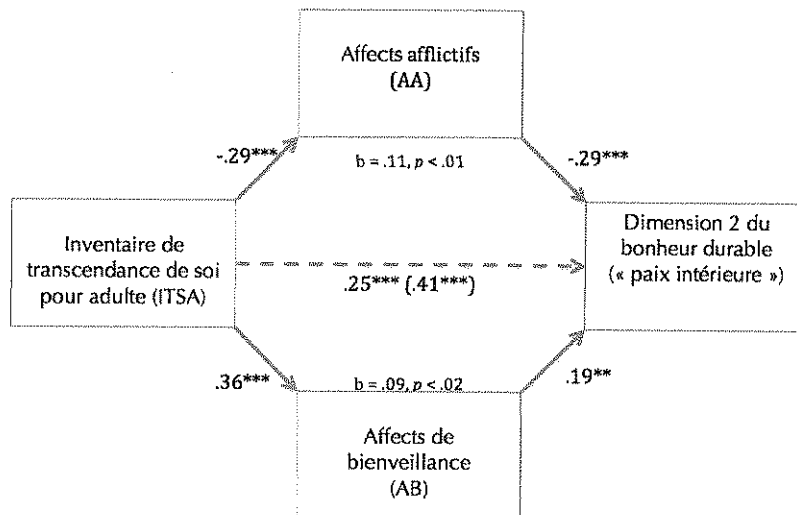 Affects afflictifs
(AA)
-.29***
b = .11, p < .01
-.29***
Inventaire de
transcendance de soi
pour adulte (ITSA)
.25*** (.41***)
Dimension 2 du
bonheur durable
(« paix intérieure »)
.36***
b = .09, p < .02
.19**
Affects de
bienveillance
(AB)